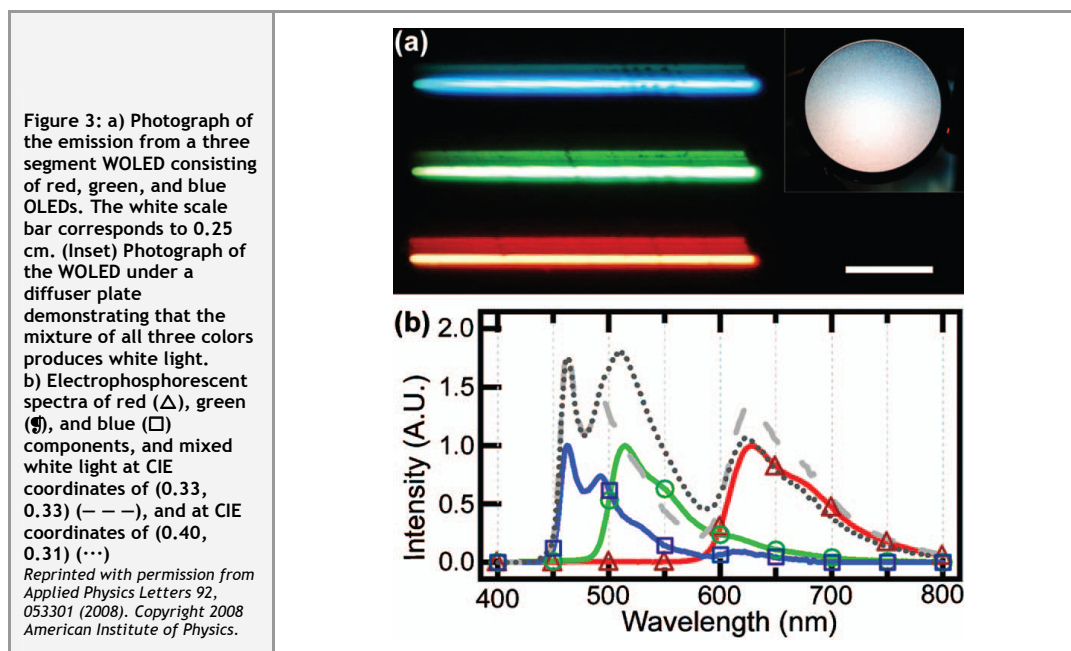 Figure 3: a) Photograph of
the emission from a three
segment WOLED consisting
of red, green, and blue
OLEDs. The white scale
bar corresponds to 0.25
cm. (Inset) Photograph of
the WOLED under a
diffuser plate
demonstrating that the
mixture of all three colors
produces white light.
b) Electrophosphorescent
spectra of red (△), green
(¶), and blue (□)
components, and mixed
white light at CIE
coordinates of (0.33,
0.33) (– – –), and at CIE
coordinates of (0.40,
0.31) (···)
Reprinted with permission from
Applied Physics Letters 92,
053301 (2008). Copyright 2008
American Institute of Physics.
(a)
(b)
2.0
1.5
1.0
0.5
0.0
Intensity (A.U.)
400 500 600 700 800
Wavelength (nm)